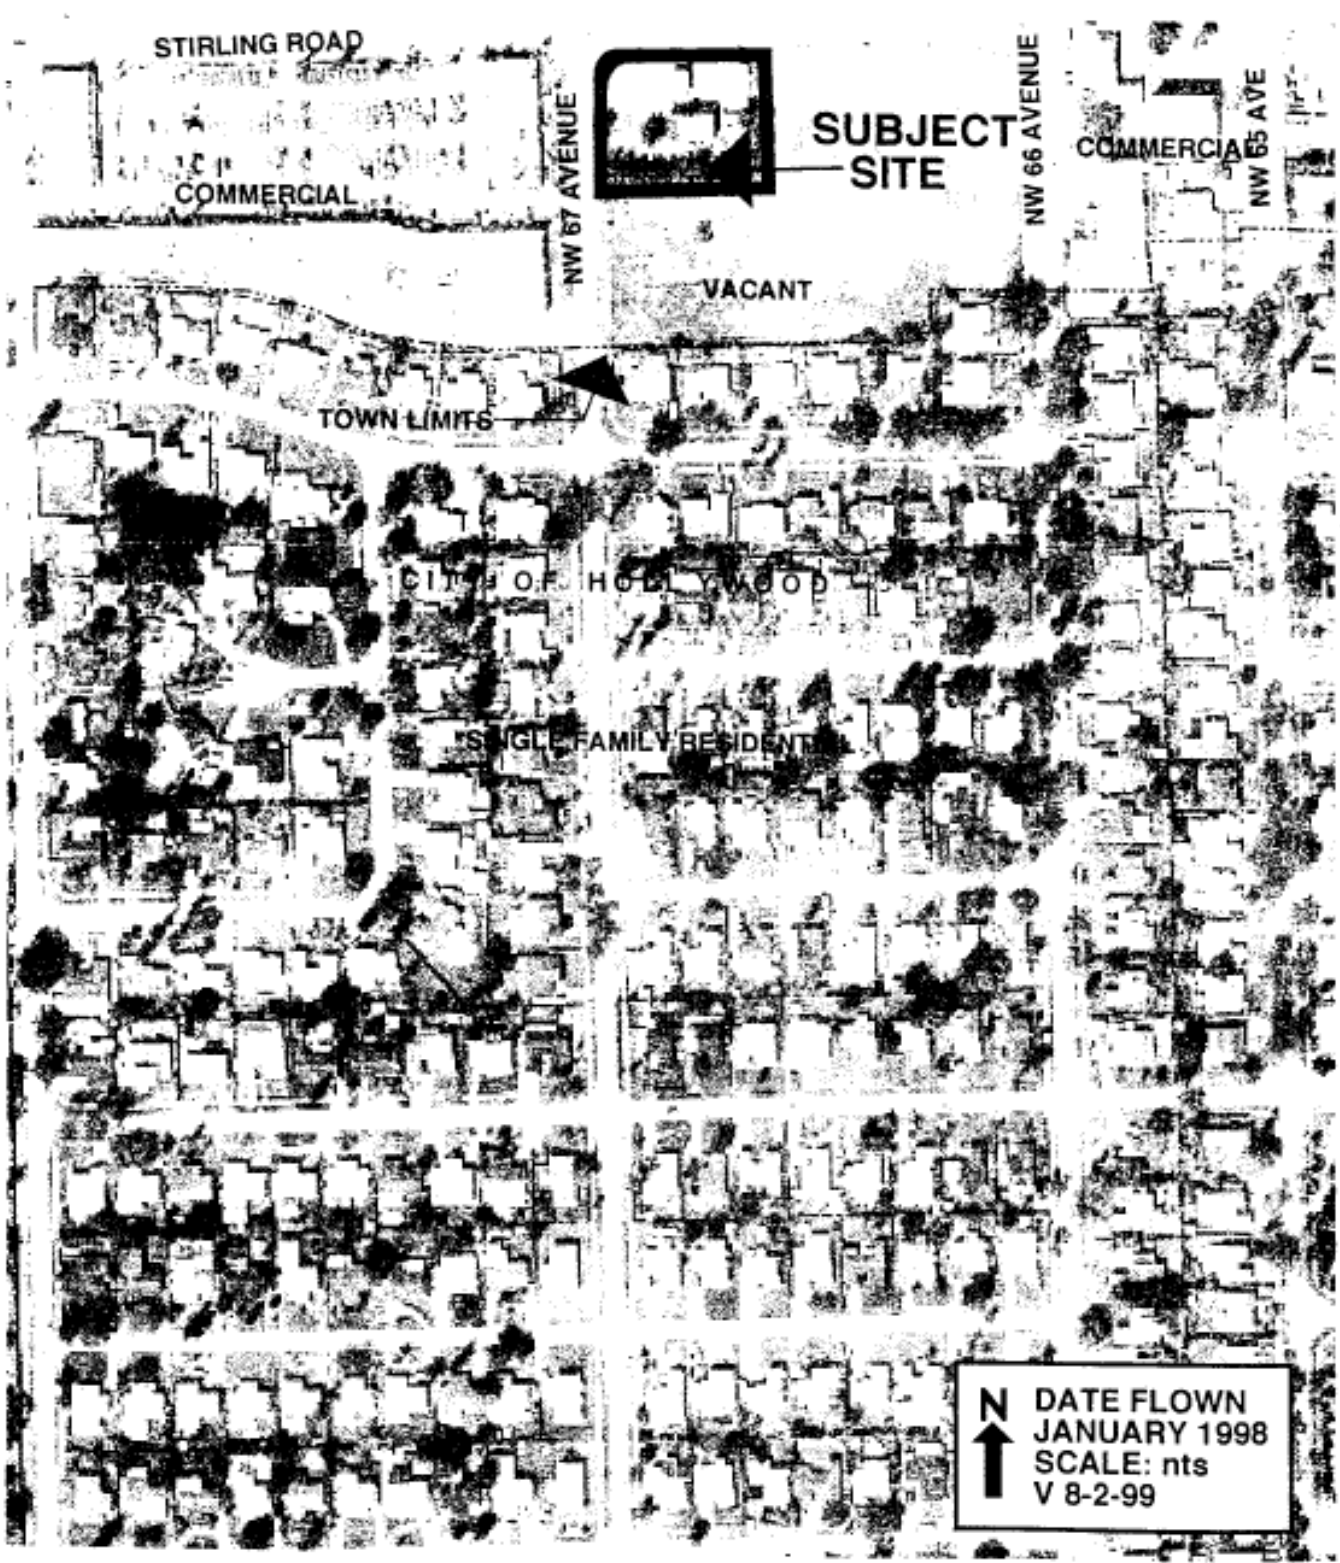 STIRLING ROAD
COMMERCIAL
NW 67 AVENUE
SUBJECT
SITE
NW 66 AVENUE
COMMERCIAL
NW 65 AVE
VACANT
TOWN LIMITS
CITY OF HOLLYWOOD
SINGLE FAMILY RESIDENTIAL
N
DATE FLOWN
JANUARY 1998
SCALE: nts
V 8-2-99